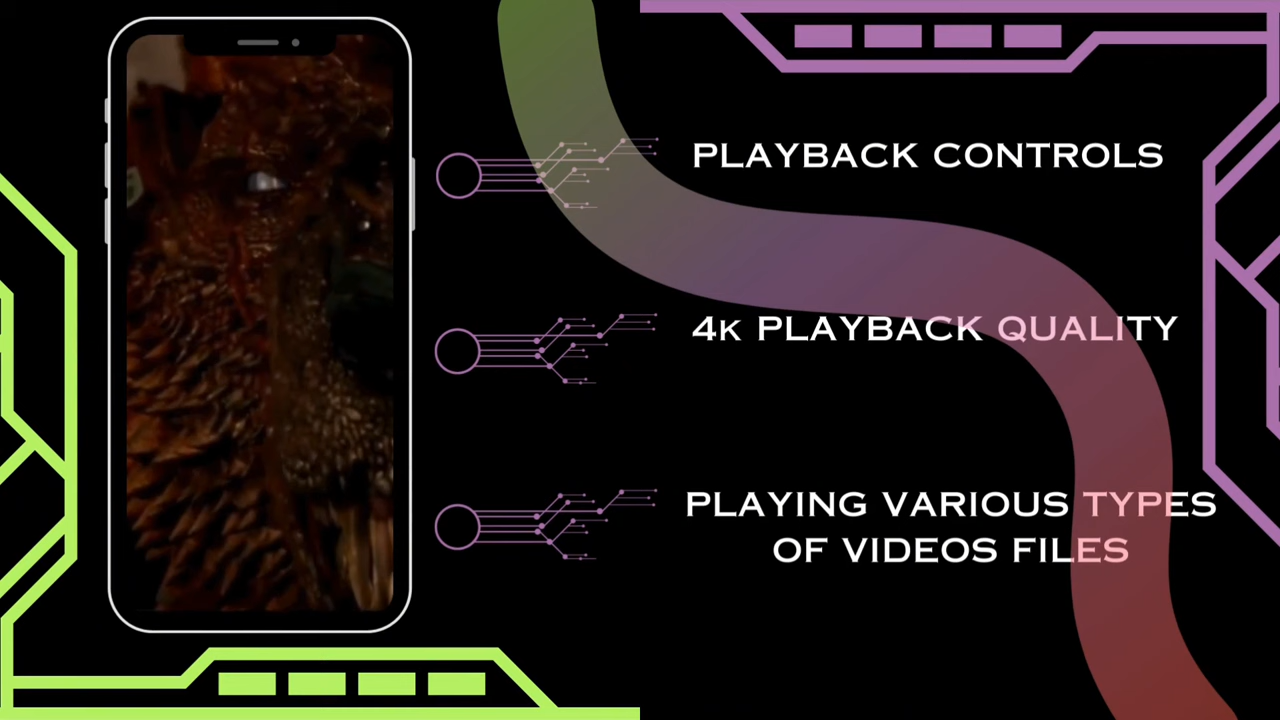 PLAYBACK CONTROLS
4K PLAYBACK QUALITY
PLAYING VARIOUS TYPES
OF VIDEOS FILES